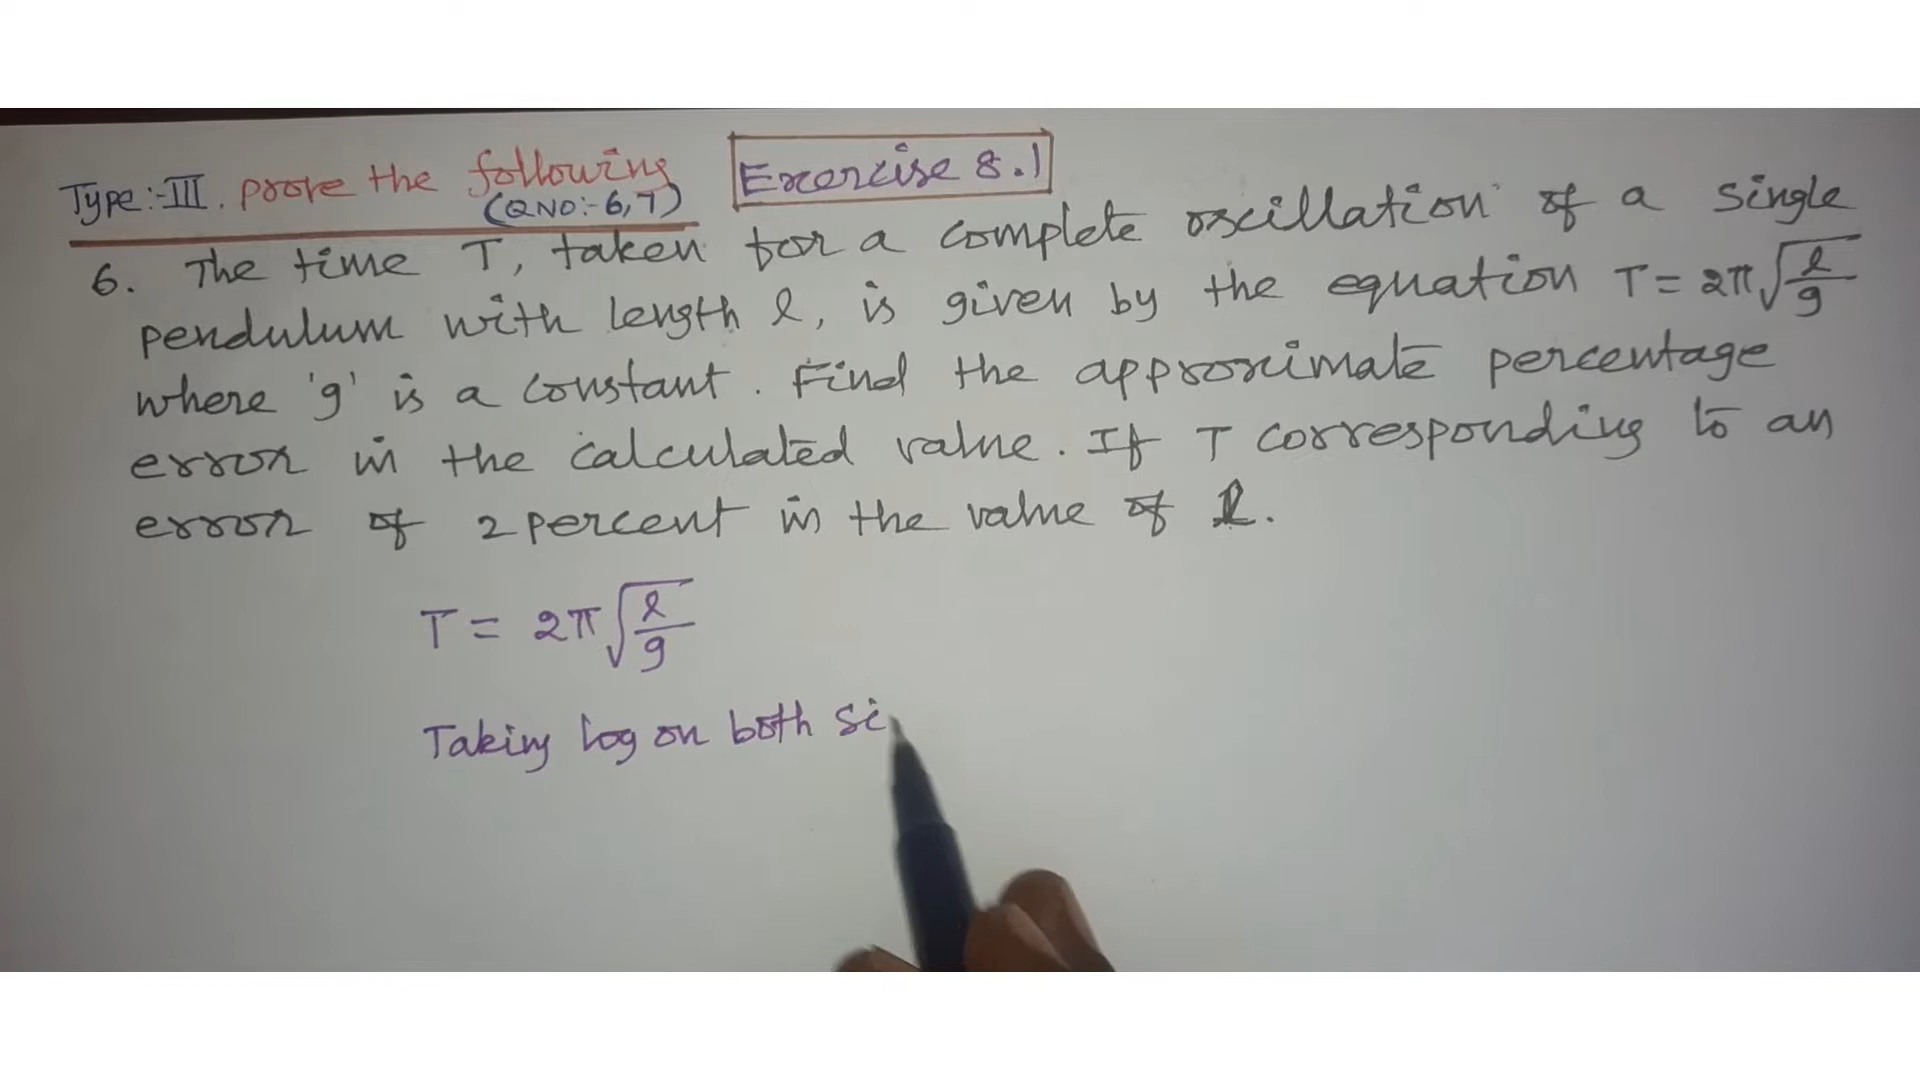 Type:-III. prove the following
(QNO:-6,7)
Exercise 8.1
6. The time T, taken for a complete oscillation of a single
pendulum with length l, is given by the equation T = 2π√(l/g)
where 'g' is a constant. Find the approximate percentage
error in the calculated value. If T corresponding to an
error of 2 percent in the value of l.
T = 2π√(l/g)
Taking log on both si